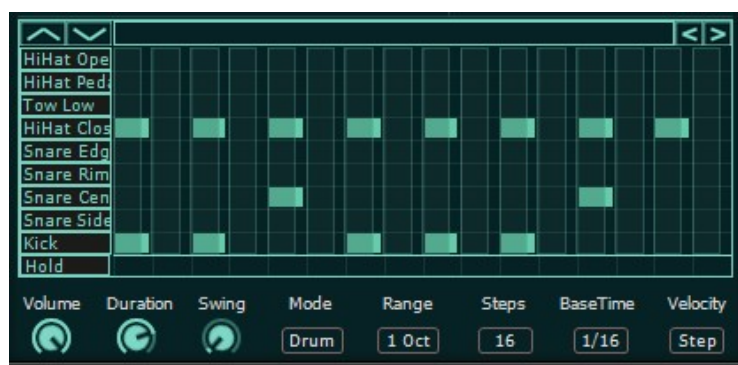 HiHat Ope
HiHat Peda
Tow Low
HiHat Clos
Snare Edg
Snare Rim
Snare Cen
Snare Side
Kick
Hold
Volume Duration Swing Mode Range Steps BaseTime Velocity
Drum 1 Oct 16 1/16 Step